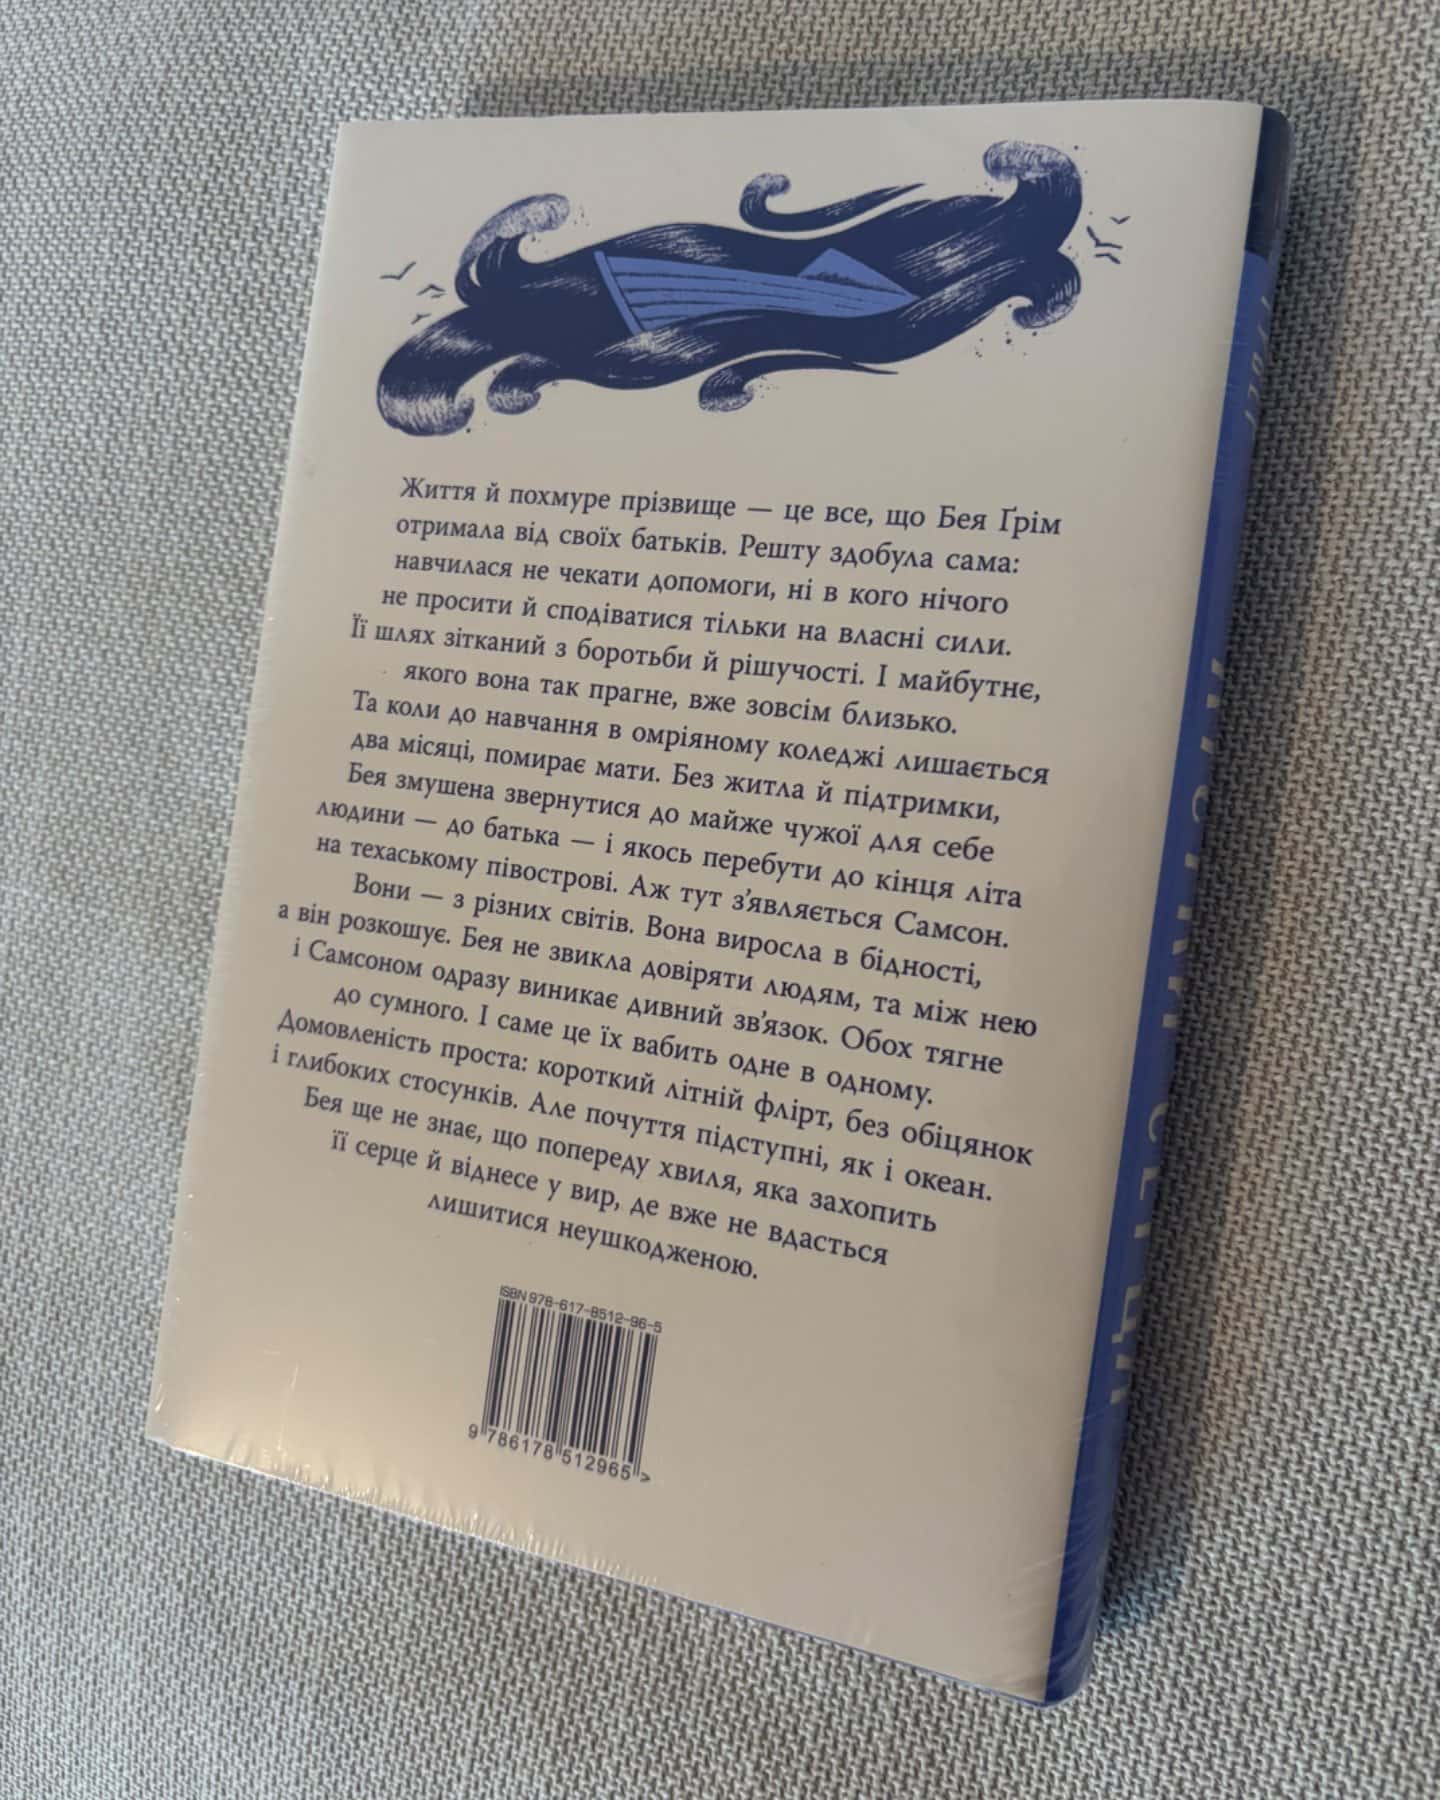 Життя й похмуре прізвище — це все, що Бея Ґрім
отримала від своїх батьків. Решту здобула сама:
навчилася не чекати допомоги, ні в кого нічого
не просити й сподіватися тільки на власні сили.
Її шлях зітканий з боротьби й рішучості. І майбутнє,
якого вона так прагне, вже зовсім близько.
Та коли до навчання в омріяному коледжі лишається
два місяці, помирає мати. Без житла й підтримки,
Бея змушена звернутися до майже чужої для себе
людини — до батька — і якось перебути до кінця літа
на техаському півострові. Аж тут з’являється Самсон.
Вони — з різних світів. Вона виросла в бідності,
а він розкошує. Бея не звикла довіряти людям, та між нею
і Самсоном одразу виникає дивний зв’язок. Обох тягне
до сумного. І саме це їх вабить одне в одному.
Домовленість проста: короткий літній флірт, без обіцянок
і глибоких стосунків. Але почуття підступні, як і океан.
Бея ще не знає, що попереду хвиля, яка захопить
її серце й віднесе у вир, де вже не вдасться
лишитися неушкодженою.
ISBN 978-617-8512-96-5
9 786178 512965 >